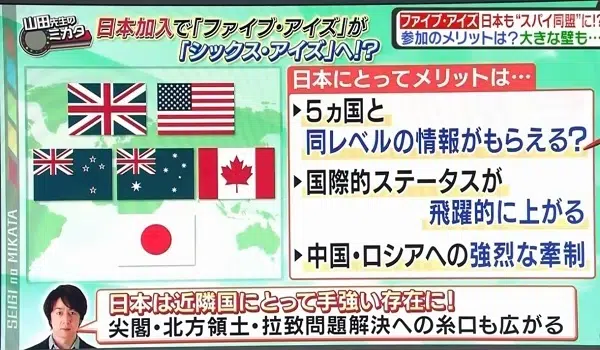 山田先生の
ミカタ
日本加入で「ファイブ・アイズ」が
「シックス・アイズ」へ!?
ファイブ・アイズ 日本も“スパイ同盟”に!?
参加のメリットは?大きな壁も…
日本にとってメリットは…
▶5ヵ国と
同レベルの情報がもらえる?
▶国際的ステータスが
飛躍的に上がる
▶中国・ロシアへの強烈な牽制
SEIGI no MIKATA
日本は近隣国にとって手強い存在に!
尖閣・北方領土・拉致問題解決への糸口も広がる